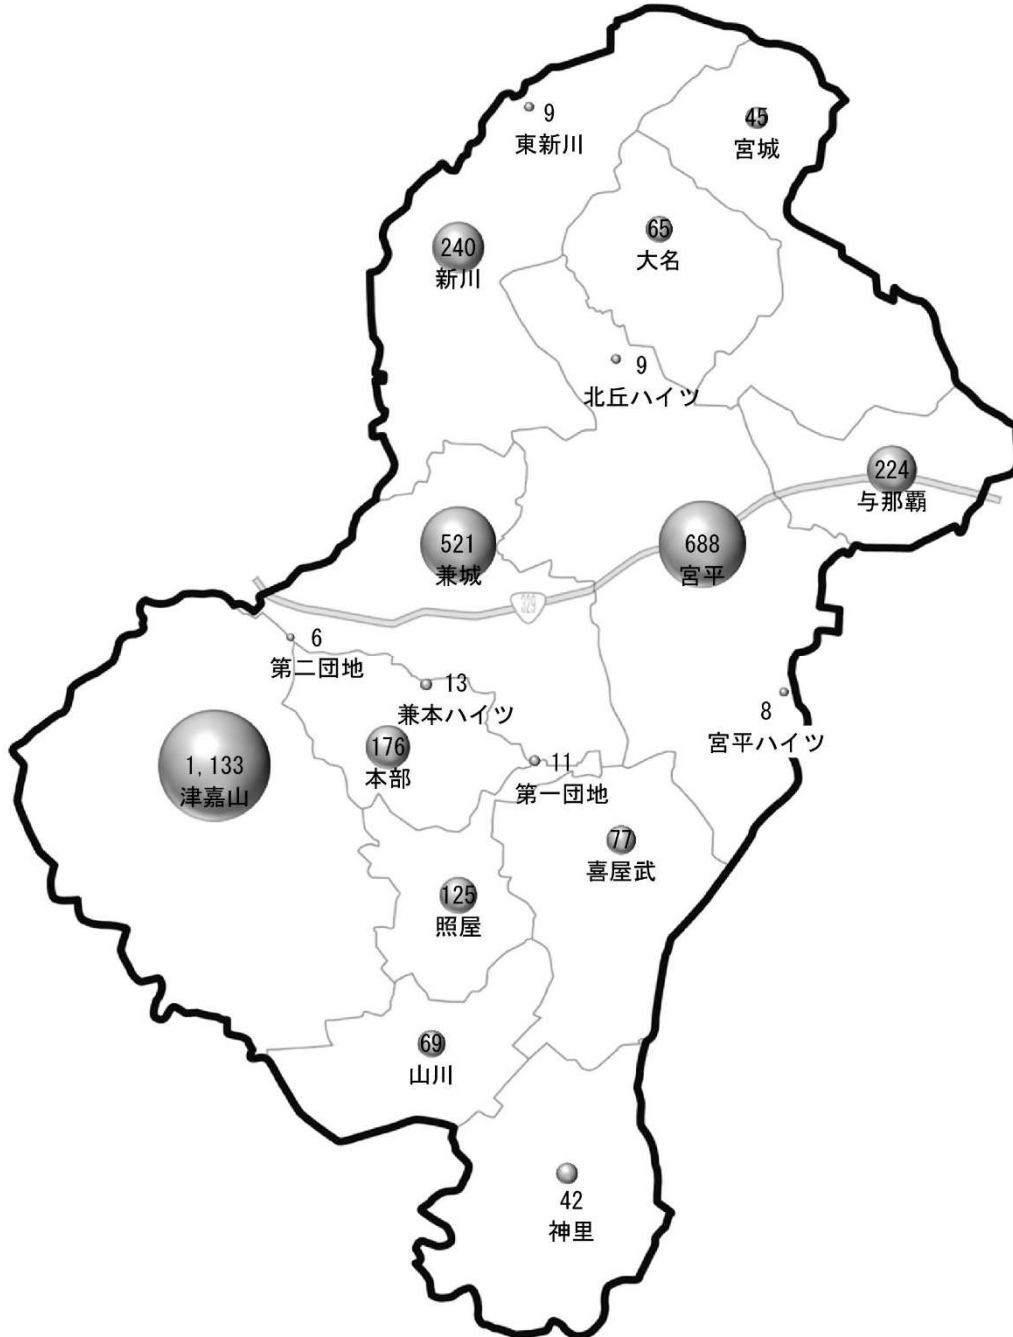 9
東新川
45
宮城
240
新川
65
大名
9
北丘ハイツ
224
与那覇
521
兼城
688
宮平
329
6
第二団地
13
兼本ハイツ
8
宮平ハイツ
176
本部
11
第一団地
1,133
津嘉山
77
喜屋武
125
照屋
69
山川
42
神里